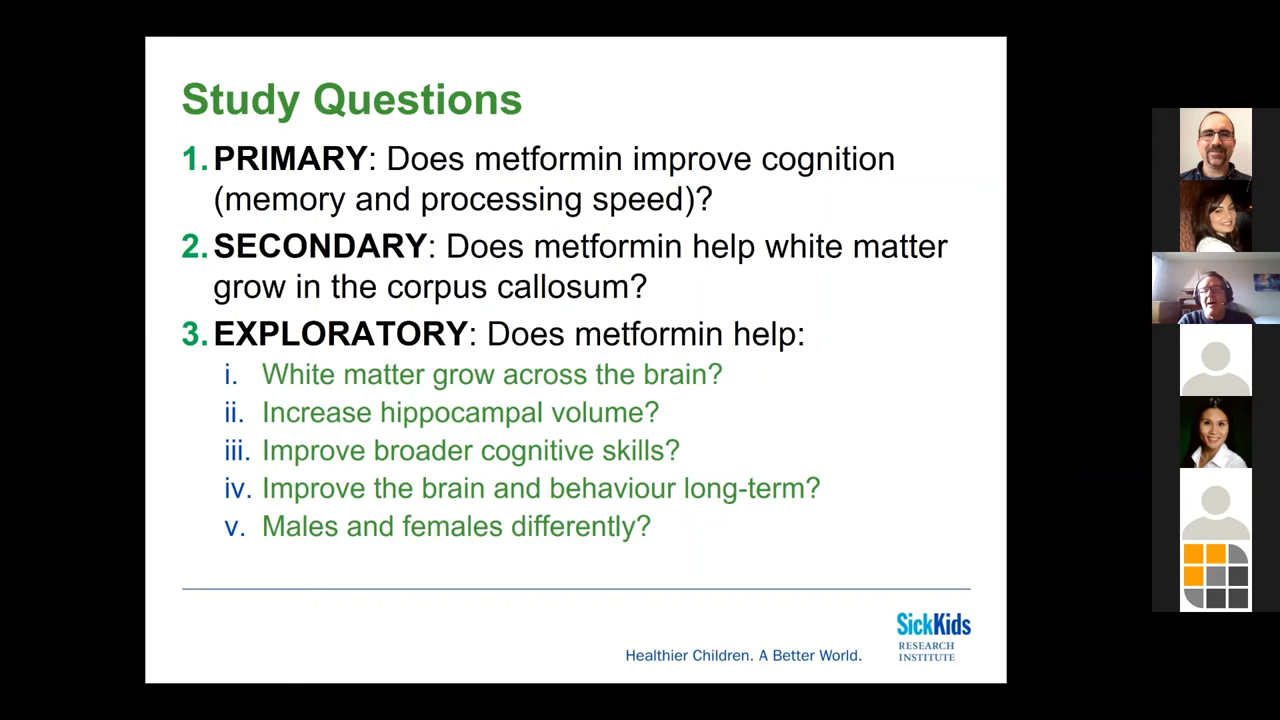 Study Questions
1. PRIMARY: Does metformin improve cognition
(memory and processing speed)?
2. SECONDARY: Does metformin help white matter
grow in the corpus callosum?
3. EXPLORATORY: Does metformin help:
i. White matter grow across the brain?
ii. Increase hippocampal volume?
iii. Improve broader cognitive skills?
iv. Improve the brain and behaviour long-term?
v. Males and females differently?
Healthier Children. A Better World.
SickKids
RESEARCH
INSTITUTE